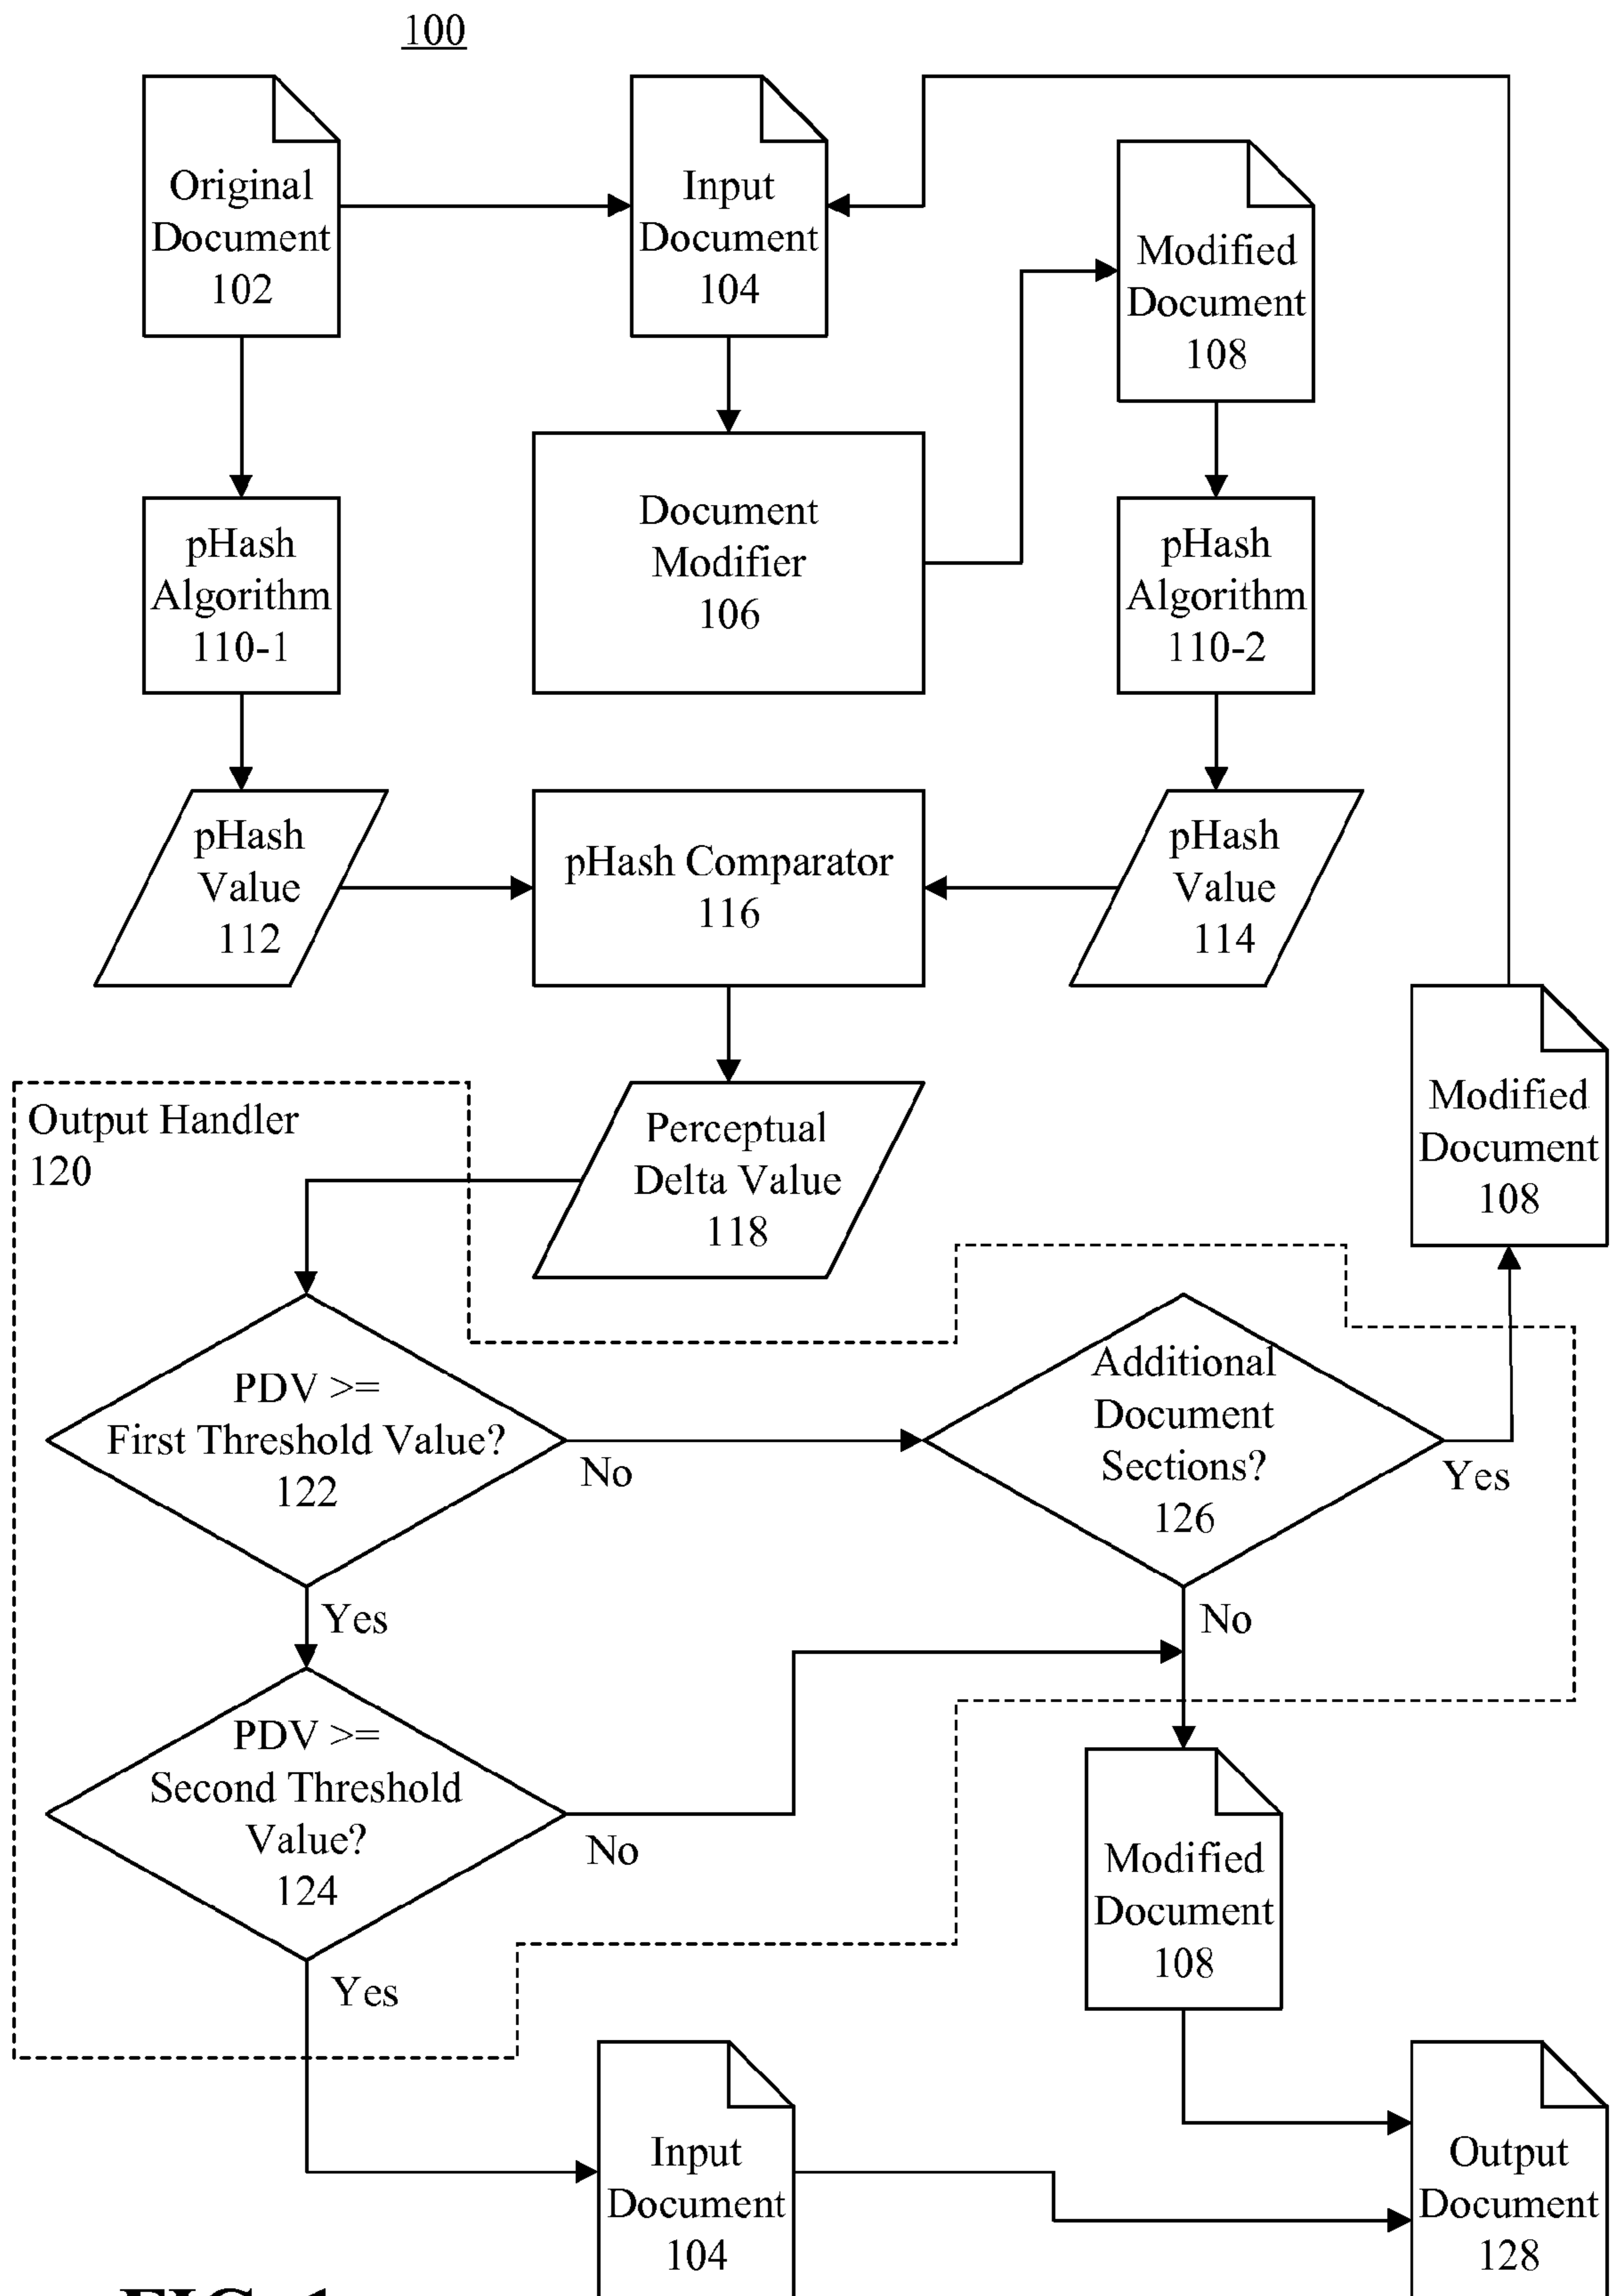 100
Original
Document
102
Input
Document
104
Modified
Document
108
pHash
Algorithm
110-1
Document
Modifier
106
pHash
Algorithm
110-2
pHash
Value
112
pHash Comparator
116
pHash
Value
114
Output Handler
120
Perceptual
Delta Value
118
Modified
Document
108
PDV >=
First Threshold Value?
122
No
Additional
Document
Sections?
126
Yes
Yes
No
PDV >=
Second Threshold
Value?
124
No
Modified
Document
108
Yes
Input
Document
104
Output
Document
128
FIG. 1